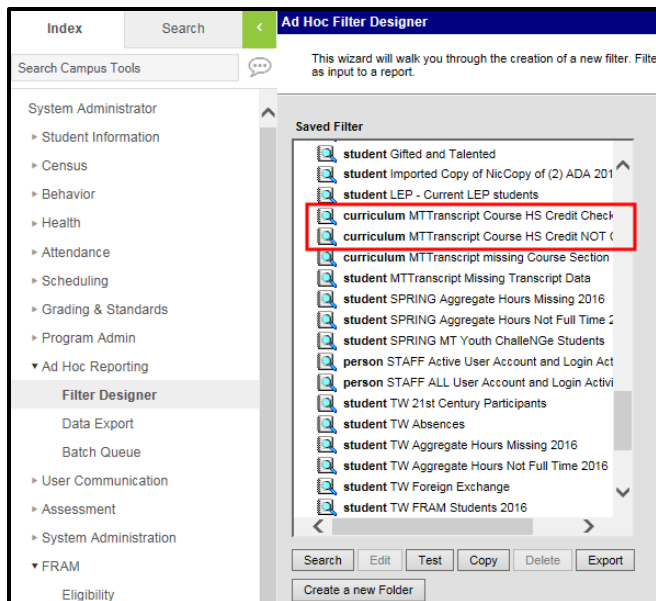 Index
Search
<
Search Campus Tools
System Administrator
Student Information
Census
Behavior
Health
Attendance
Scheduling
Grading & Standards
Program Admin
Ad Hoc Reporting
Filter Designer
Data Export
Batch Queue
User Communication
Assessment
System Administration
FRAM
Eligibility
Ad Hoc Filter Designer
This wizard will walk you through the creation of a new filter. Filte
as input to a report.
Saved Filter
student Gifted and Talented
student Imported Copy of NicCopy of (2) ADA 201
student LEP - Current LEP students
curriculum MTTranscript Course HS Credit Check
curriculum MTTranscript Course HS Credit NOT C
curriculum MTTranscript missing Course Section
student MTTranscript Missing Transcript Data
student SPRING Aggregate Hours Missing 2016
student SPRING Aggregate Hours Not Full Time 2
student SPRING MT Youth ChalleNGe Students
person STAFF Active User Account and Login Act
person STAFF ALL User Account and Login Activi
student TW 21st Century Participants
student TW Absences
student TW Aggregate Hours Missing 2016
student TW Aggregate Hours Not Full Time 2016
student TW Foreign Exchange
student TW FRAM Students 2016
Search Edit Test Copy Delete Export
Create a new Folder